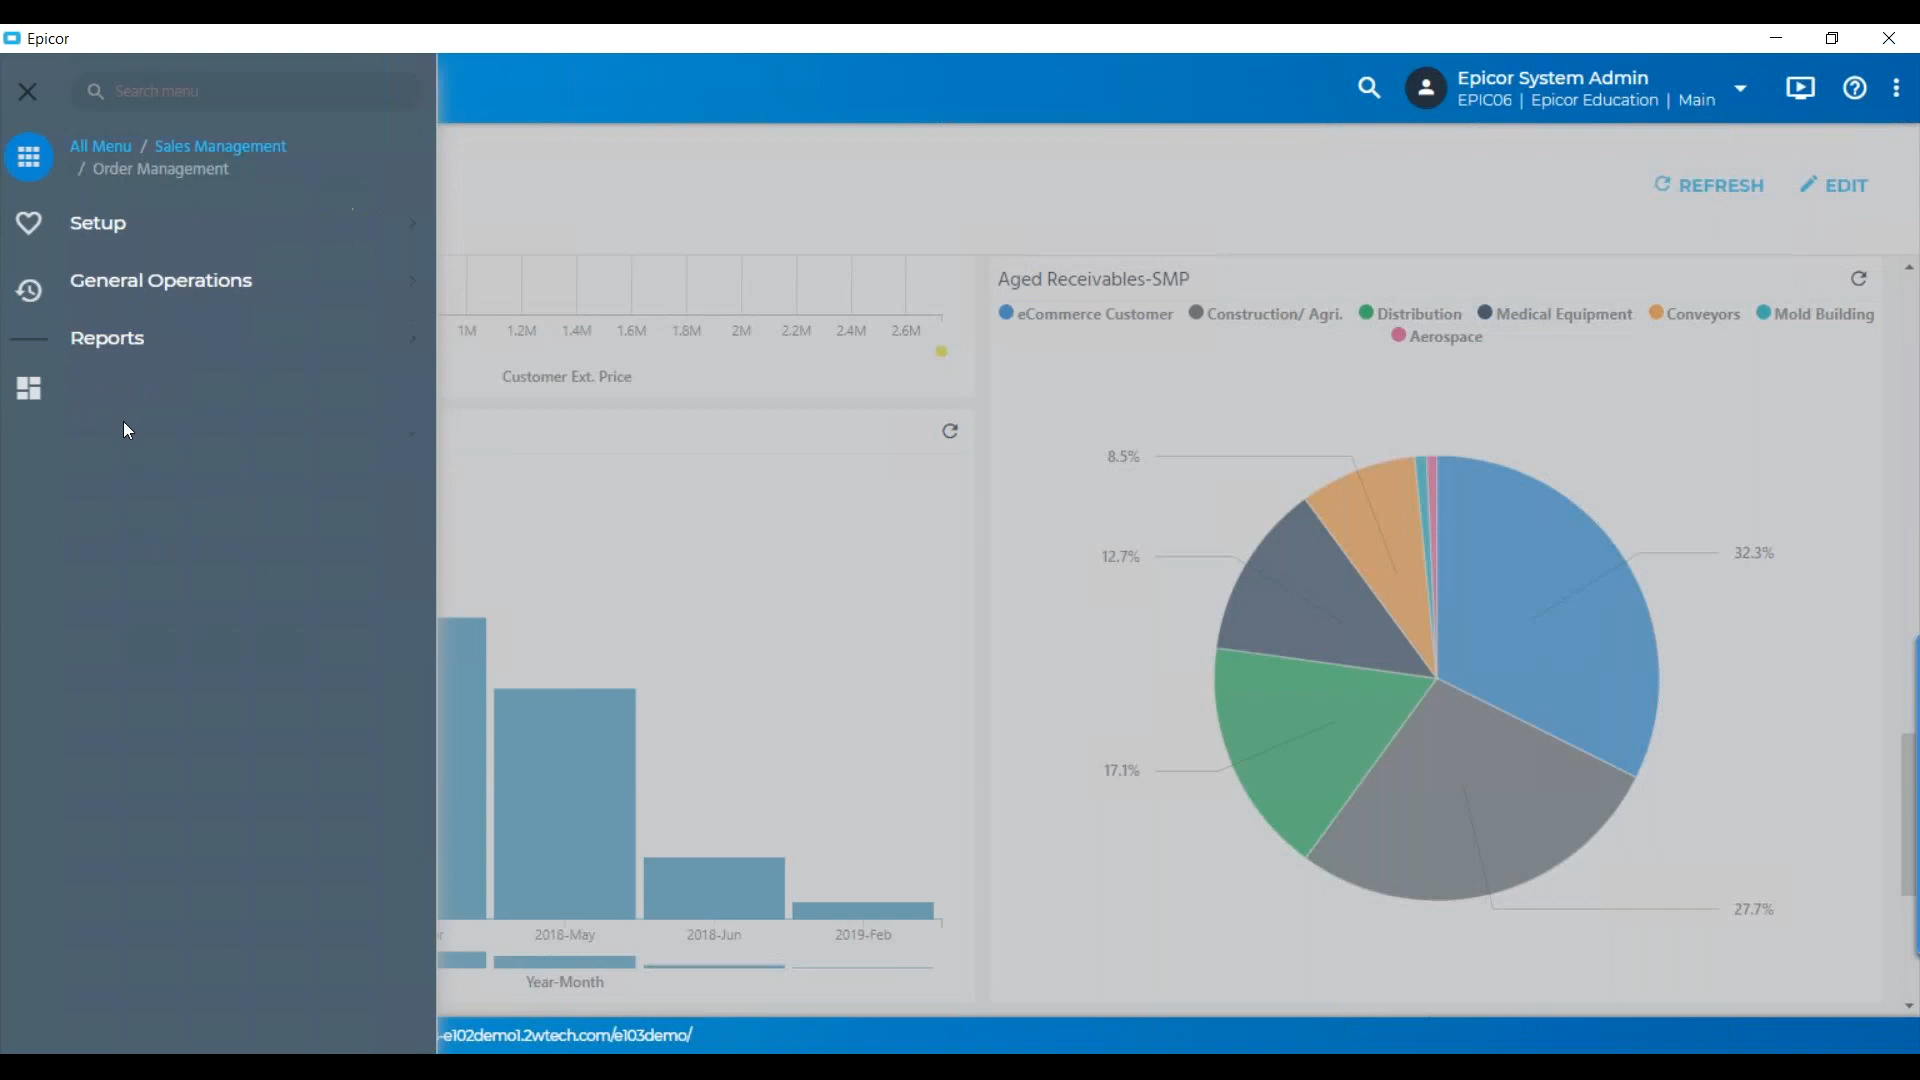 Epicor
Search menu
All Menu / Sales Management
/ Order Management
Setup
General Operations
Reports
Epicor System Admin
EPIC06 | Epicor Education | Main
REFRESH
EDIT
1M 1.2M 1.4M 1.6M 1.8M 2M 2.2M 2.4M 2.6M
Customer Ext. Price
2018-May 2018-Jun 2019-Feb
Year-Month
Aged Receivables-SMP
eCommerce Customer Construction/ Agri. Distribution Medical Equipment Conveyors Mold Building
Aerospace
8.5%
12.7%
32.3%
17.1%
27.7%
-e102demo1.2wtech.com/e103demo/